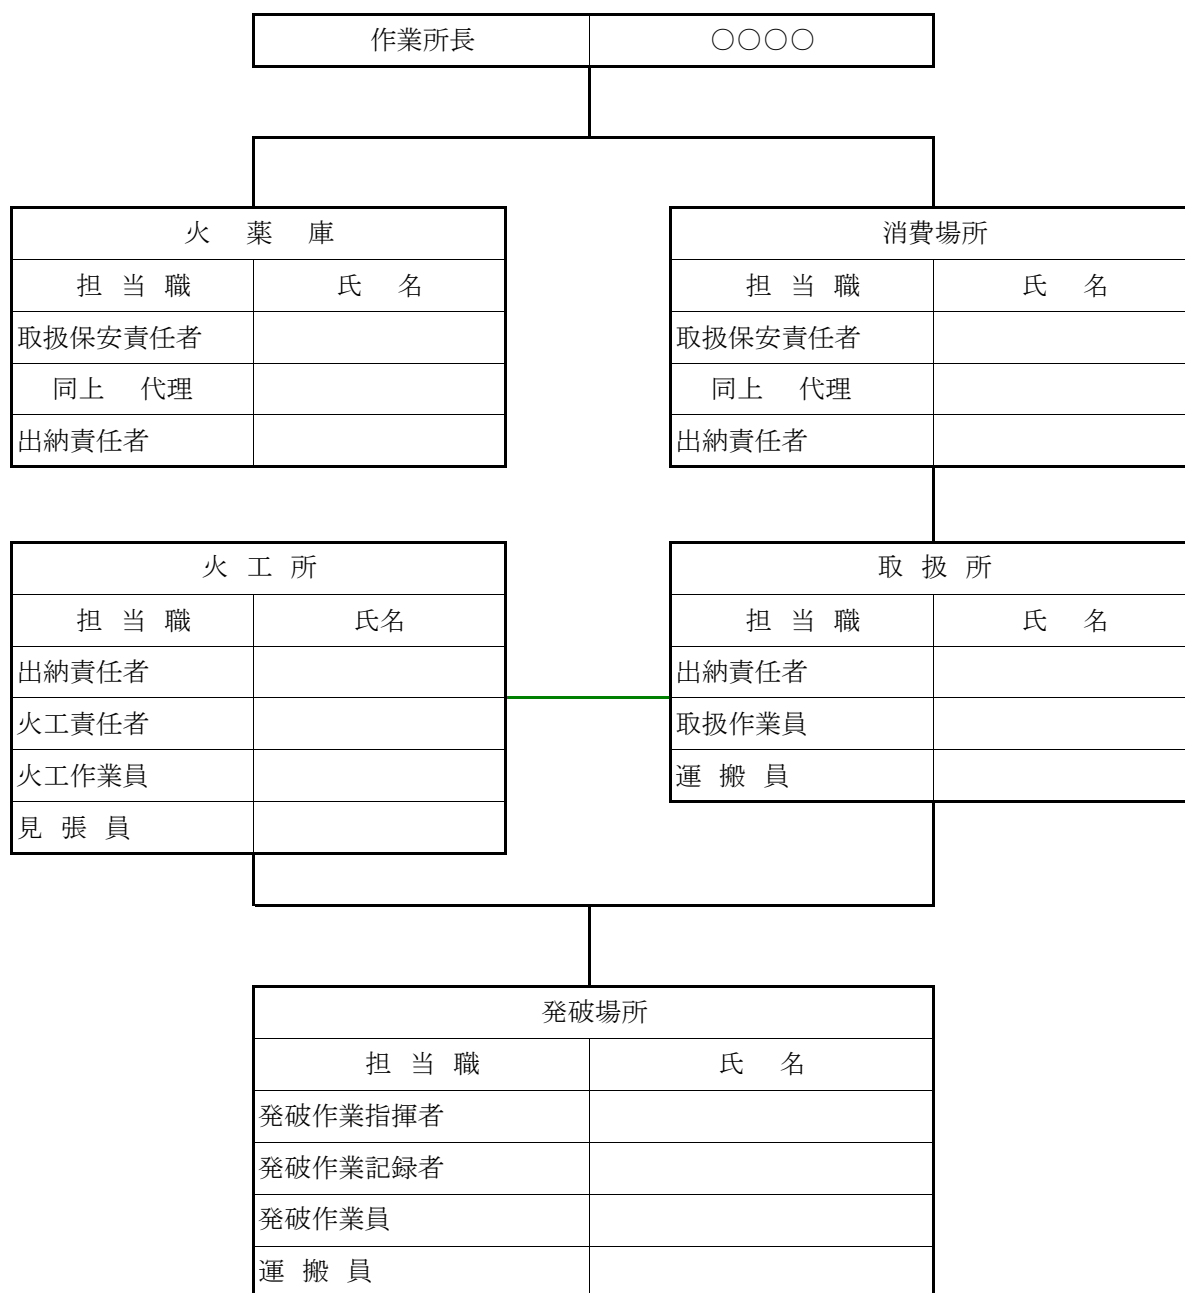 作業所長 ○○○○
火 薬 庫
担 当 職 氏 名
取扱保安責任者
同上 代理
出納責任者
消費場所
担 当 職 氏 名
取扱保安責任者
同上 代理
出納責任者
火 工 所
担 当 職 氏名
出納責任者
火工責任者
火工作業員
見 張 員
取 扱 所
担 当 職 氏 名
出納責任者
取扱作業員
運 搬 員
発破場所
担 当 職 氏 名
発破作業指揮者
発破作業記録者
発破作業員
運 搬 員